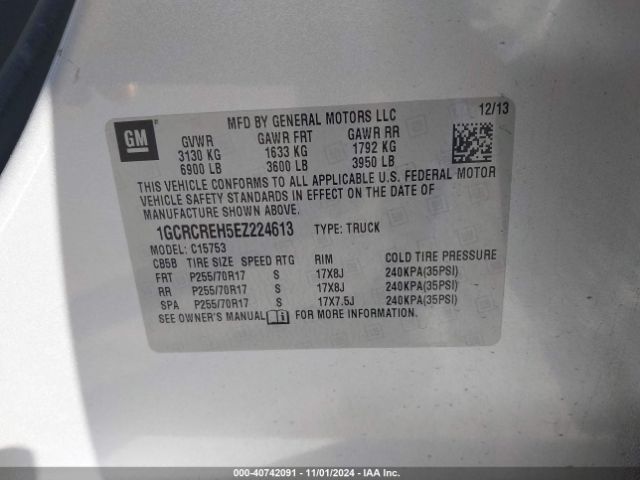 MFD BY GENERAL MOTORS LLC
12/13
GM
GVWR GAWR FRT GAWR RR
3130 KG 1633 KG 1792 KG
6900 LB 3600 LB 3950 LB
THIS VEHICLE CONFORMS TO ALL APPLICABLE U.S. FEDERAL MOTOR
VEHICLE SAFETY STANDARDS IN EFFECT ON THE DATE OF
MANUFACTURE SHOWN ABOVE.
1GCRCREH5EZ224613 TYPE: TRUCK
MODEL: C15753
CB5B TIRE SIZE SPEED RTG RIM COLD TIRE PRESSURE
FRT P255/70R17 S 17X8J 240KPA(35PSI)
RR P255/70R17 S 17X8J 240KPA(35PSI)
SPA P255/70R17 S 17X7.5J 240KPA(35PSI)
SEE OWNER'S MANUAL FOR MORE INFORMATION.
000-40742091 - 11/01/2024 - IAA Inc.